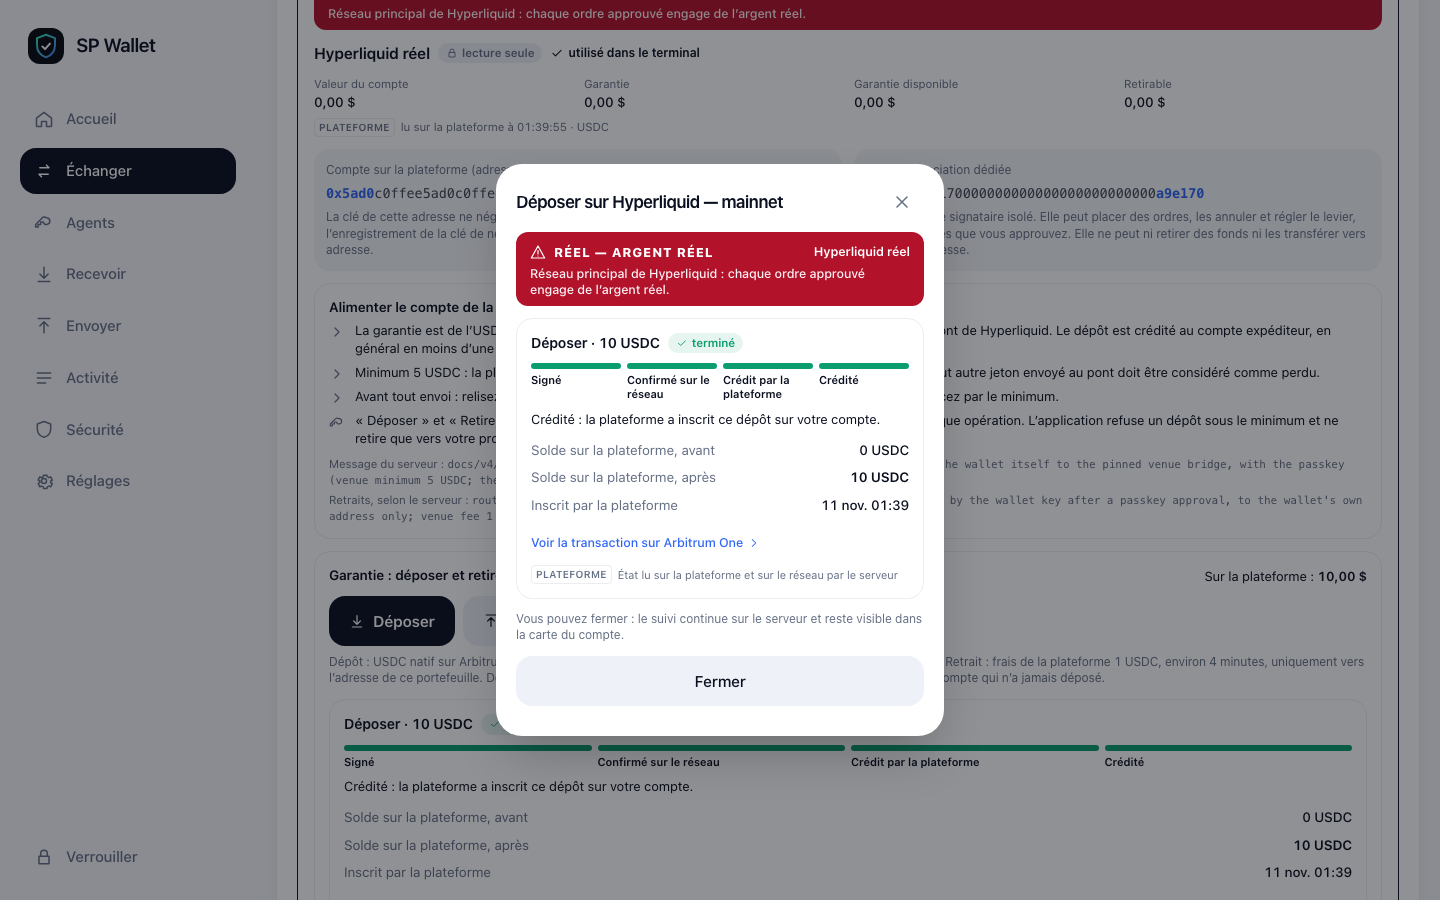 SP Wallet
Accueil
Échanger
Agents
Recevoir
Envoyer
Activité
Sécurité
Réglages
Verrouiller
Réseau principal de Hyperliquid : chaque ordre approuvé engage de l'argent réel.
Hyperliquid réel lecture seule utilisé dans le terminal
Valeur du compte Garantie Garantie disponible Retirable
0,00 $ 0,00 $ 0,00 $ 0,00 $
PLATEFORME lu sur la plateforme à 01:39:55 · USDC
Compte sur la plateforme
dédiée
a9e170
La clé de cette adresse ne
signataire isolé. Elle peut placer des ordres, les annuler et régler le levier,
l'enregistrement de la clé de
que vous approuvez. Elle ne peut ni retirer des fonds ni les transférer vers
adresse.
Alimenter le compte de la
La garantie est de l'USD
de Hyperliquid. Le dépôt est crédité au compte expéditeur, en
général en moins d'une
Minimum 5 USDC : la
autre jeton envoyé au pont doit être considéré comme perdu.
Avant tout envoi :
par le minimum.
« Déposer » et « Retire
opération. L'application refuse un dépôt sous le minimum et ne
retire que vers votre
Message du serveur : docs/v4/
the wallet itself to the pinned venue bridge, with the passkey
(venue minimum 5 USDC;
Retraits, selon le serveur :
by the wallet key after a passkey approval, to the wallet's own
address only; venue fee 1
Garantie : déposer et
Sur la plateforme : 10,00 $
Déposer
Dépôt : USDC natif sur
Retrait : frais de la plateforme 1 USDC, environ 4 minutes, uniquement vers
l'adresse de ce portefeuille.
qui n'a jamais déposé.
Déposer · 10 USDC
Signé Confirmé sur le réseau Crédit par la plateforme Crédité
Crédité : la plateforme a inscrit ce dépôt sur votre compte.
Solde sur la plateforme, avant 0 USDC
Solde sur la plateforme, après 10 USDC
Inscrit par la plateforme 11 nov. 01:39
Déposer sur Hyperliquid — mainnet
RÉEL — ARGENT RÉEL Hyperliquid réel
Réseau principal de Hyperliquid : chaque ordre approuvé
engage de l'argent réel.
Déposer · 10 USDC terminé
Signé Confirmé sur le Crédit par la Crédité
réseau plateforme
Crédité : la plateforme a inscrit ce dépôt sur votre compte.
Solde sur la plateforme, avant 0 USDC
Solde sur la plateforme, après 10 USDC
Inscrit par la plateforme 11 nov. 01:39
Voir la transaction sur Arbitrum One
PLATEFORME État lu sur la plateforme et sur le réseau par le serveur
Vous pouvez fermer : le suivi continue sur le serveur et reste visible dans
la carte du compte.
Fermer